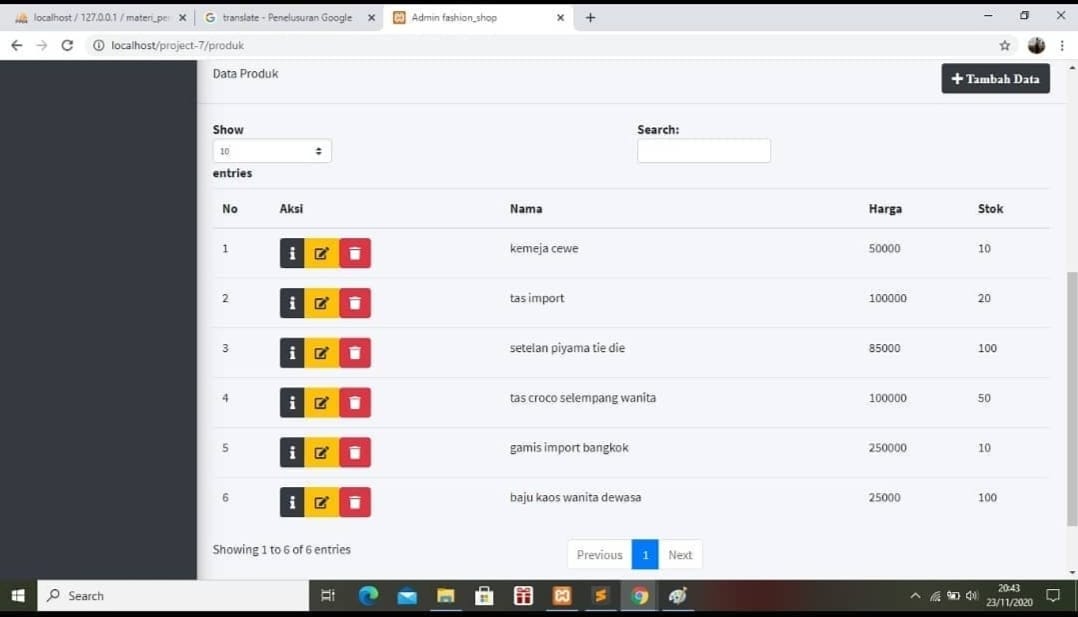 localhost / 127.0.0.1 / materi_pe
translate - Penelusuran Google
Admin fashion_shop
localhost/project-7/produk
Data Produk
Tambah Data
Show
Search:
10
entries
No Aksi Nama Harga Stok
1 kemeja cewe 50000 10
2 tas import 100000 20
3 setelan piyama tie die 85000 100
4 tas croco selempang wanita 100000 50
5 gamis import bangkok 250000 10
6 baju kaos wanita dewasa 25000 100
Showing 1 to 6 of 6 entries
Previous 1 Next
Search
20:43
23/11/2020